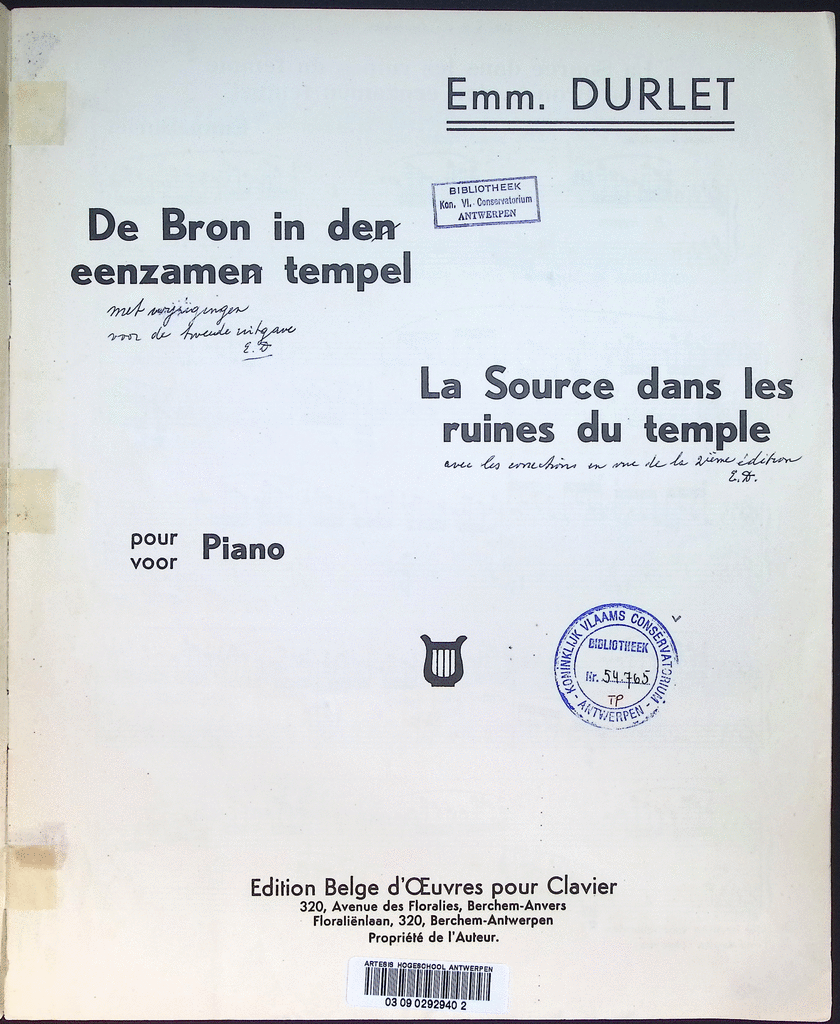 Emm. DURLET
BIBLIOTHEEK
Kon. Vl. Conservatorium
ANTWERPEN
De Bron in den
eenzamen tempel
met wijzigingen
voor de tweede uitgave
E. D
La Source dans les
ruines du temple
avec les corrections en vue de la 2ième édition
E. D.
pour
voor
Piano
KONINKLIJK VLAAMS CONSERVATORIUM
BIBLIOTHEEK
Nr. 54.765
TP
- ANTWERPEN -
Edition Belge d'Œuvres pour Clavier
320, Avenue des Floralies, Berchem-Anvers
Floraliënlaan, 320, Berchem-Antwerpen
Propriété de l'Auteur.
ARTESIS HOGESCHOOL ANTWERPEN
03 09 0292940 2